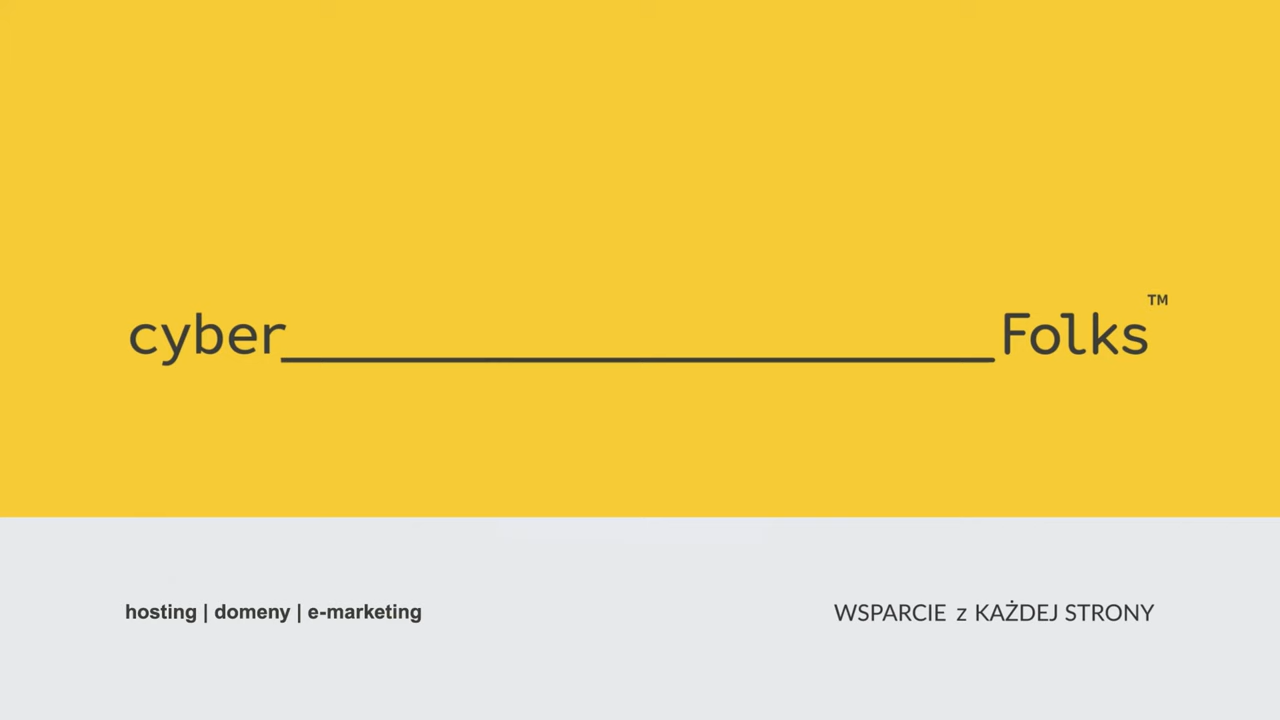 cyber_Folks™
hosting | domeny | e-marketing
WSPARCIE z KAŻDEJ STRONY